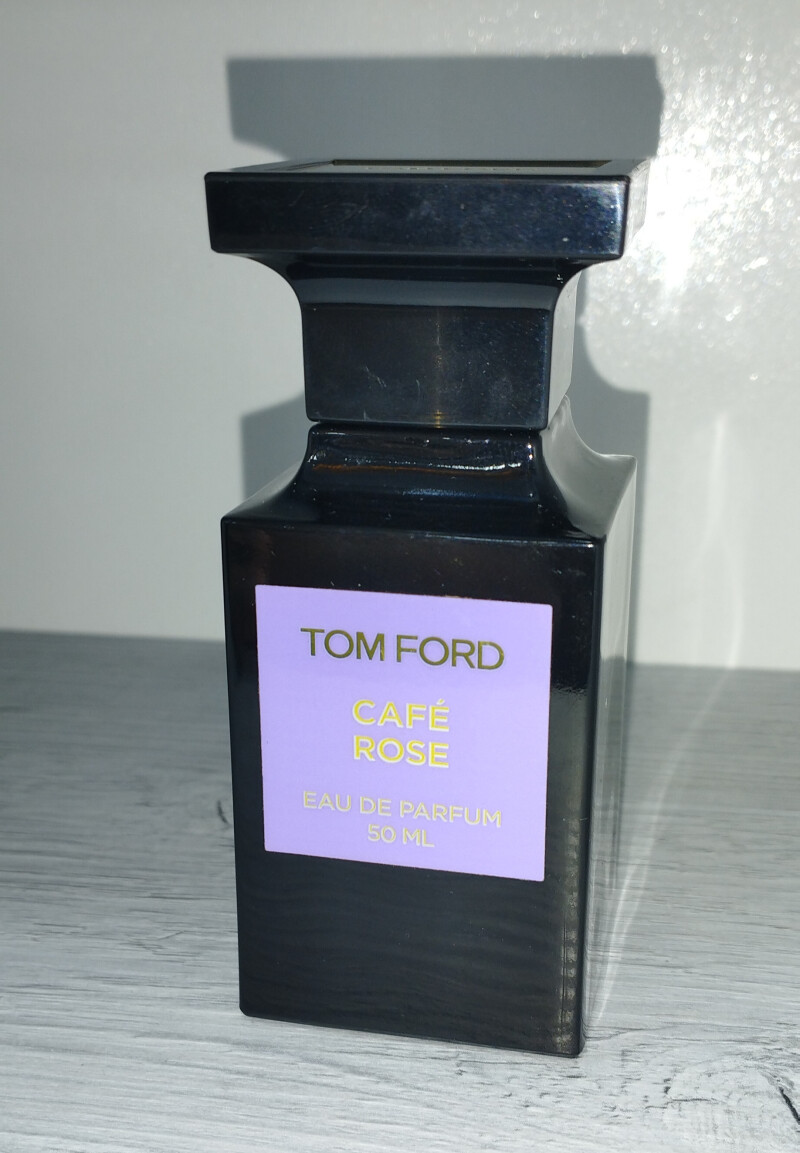 TOM FORD
CAFÉ
ROSE
EAU DE PARFUM
50 ML